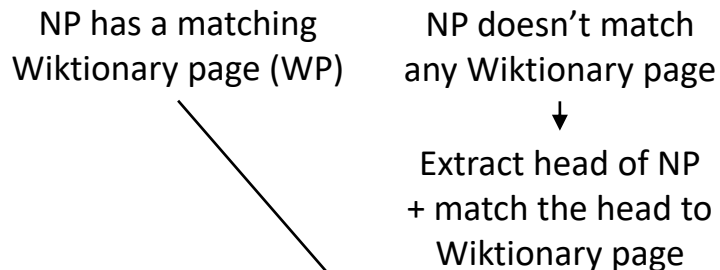 NP has a matching
Wiktionary page (WP)
NP doesn’t match
any Wiktionary page
Extract head of NP
+ match the head to
Wiktionary page